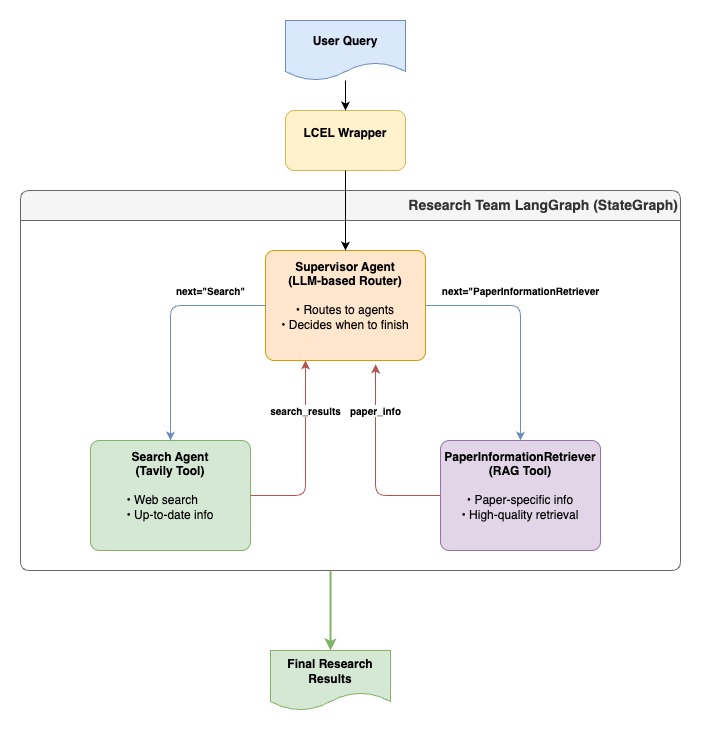 User Query
LCEL Wrapper
Research Team LangGraph (StateGraph)
Supervisor Agent
(LLM-based Router)
• Routes to agents
• Decides when to finish
next="Search"
next="PaperInformationRetriever
search_results
paper_info
Search Agent
(Tavily Tool)
• Web search
• Up-to-date info
PaperInformationRetriever
(RAG Tool)
• Paper-specific info
• High-quality retrieval
Final Research
Results